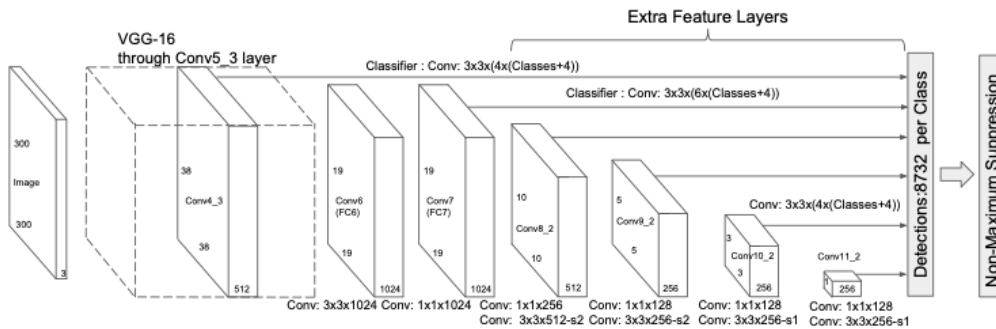 Extra Feature Layers
VGG-16
through Conv5_3 layer
Classifier : Conv: 3x3x(4x(Classes+4))
Classifier : Conv: 3x3x(6x(Classes+4))
300
Image
300
3
38
Conv4_3
38
512
19
Conv6
(FC6)
19
1024
19
Conv7
(FC7)
19
1024
10
Conv8_2
10
512
5
Conv9_2
5
256
Conv: 3x3x(4x(Classes+4))
3
Conv10_2
3
256
Conv11_2
1
256
Detections:8732 per Class
Non-Maximum Suppression
Conv: 3x3x1024
Conv: 1x1x1024
Conv: 1x1x256
Conv: 3x3x512-s2
Conv: 1x1x128
Conv: 3x3x256-s2
Conv: 1x1x128
Conv: 3x3x256-s1
Conv: 1x1x128
Conv: 3x3x256-s1